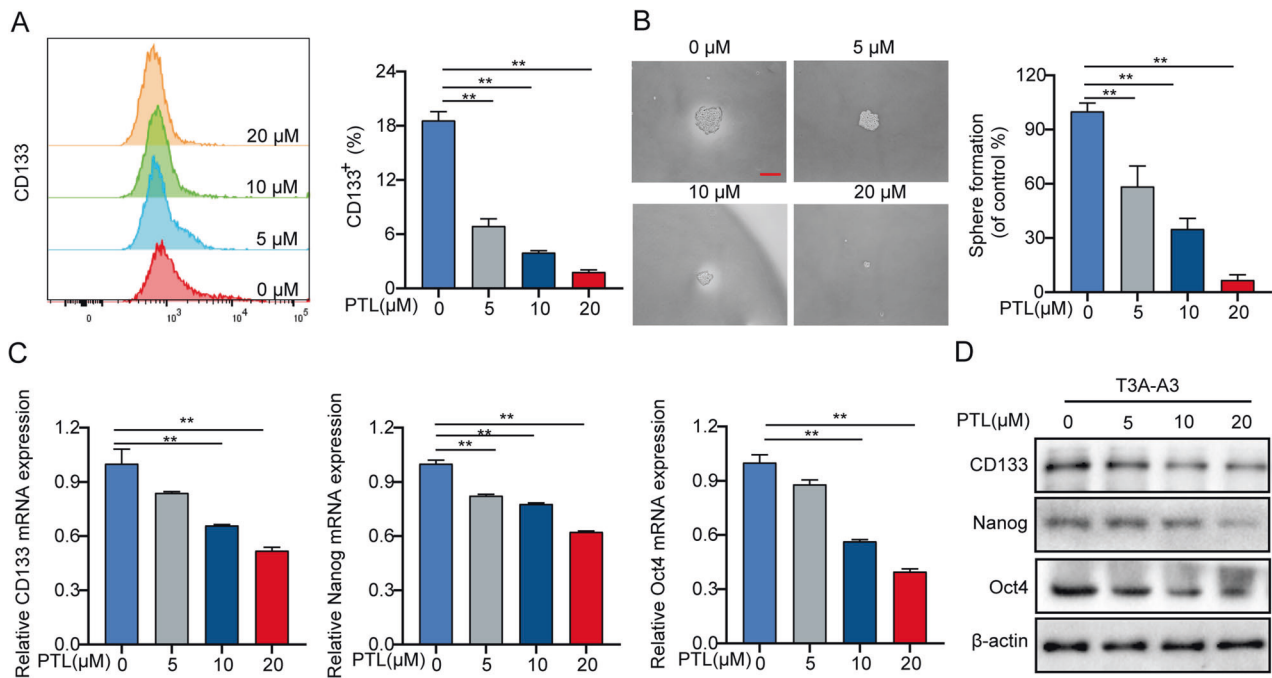 A
CD133
20 µM
10 µM
5 µM
0 µM
0
10³
10⁴
10⁵
CD133⁺ (%)
24
18
12
6
0
**
**
**
PTL(µM)
0
5
10
20
B
0 µM
5 µM
10 µM
20 µM
Sphere formation
(of control %)
120
90
60
30
0
**
**
**
PTL(µM)
0
5
10
20
C
Relative CD133 mRNA expression
1.2
0.9
0.6
0.3
0.0
**
**
PTL(µM)
0
5
10
20
Relative Nanog mRNA expression
1.2
0.9
0.6
0.3
0.0
**
**
**
PTL(µM)
0
5
10
20
Relative Oct4 mRNA expression
1.2
0.9
0.6
0.3
0.0
**
**
PTL(µM)
0
5
10
20
D
T3A-A3
PTL(µM) 0 5 10 20
CD133
Nanog
Oct4
β-actin